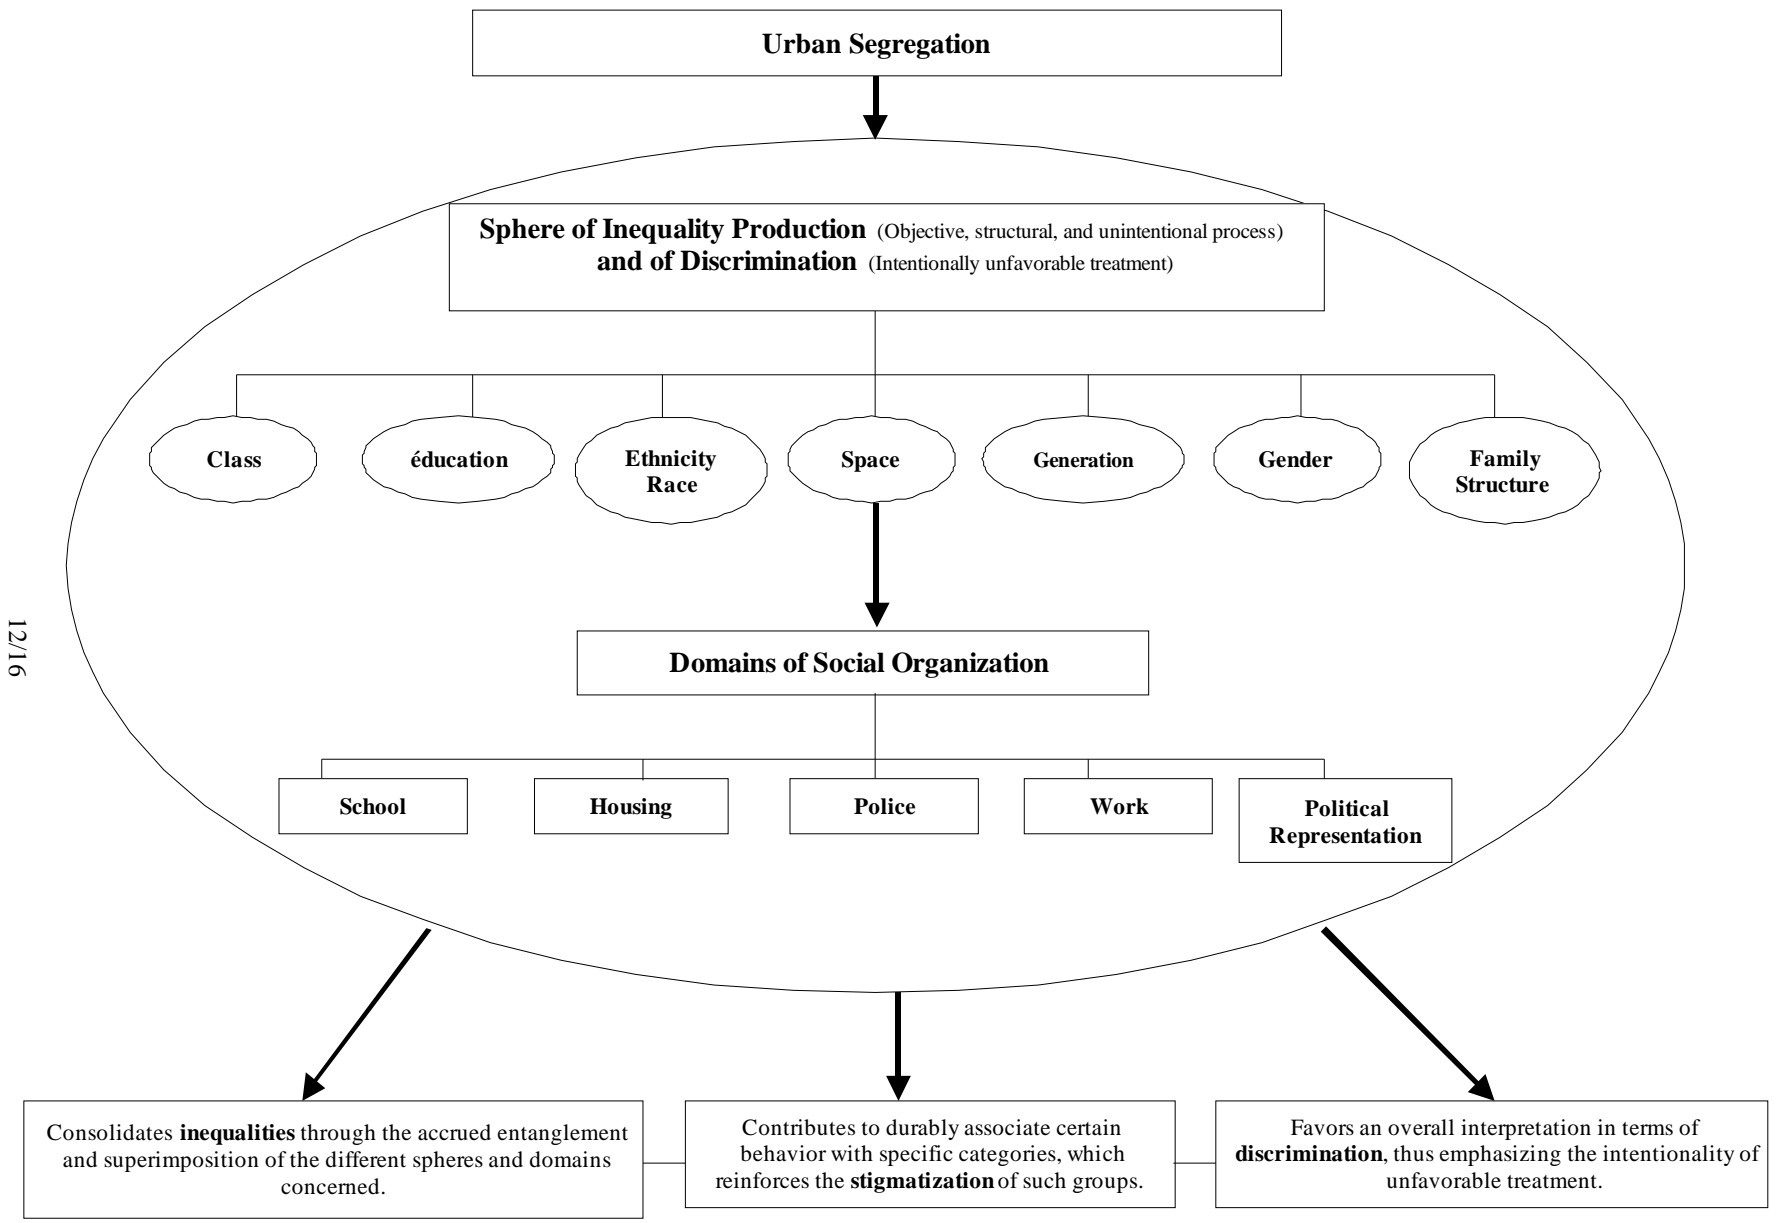 Urban Segregation
Sphere of Inequality Production (Objective, structural, and unintentional process)
and of Discrimination (Intentionally unfavorable treatment)
Class
éducation
Ethnicity
Race
Space
Generation
Gender
Family
Structure
12/16
Domains of Social Organization
School
Housing
Police
Work
Political
Representation
Consolidates inequalities through the accrued entanglement
and superimposition of the different spheres and domains
concerned.
Contributes to durably associate certain
behavior with specific categories, which
reinforces the stigmatization of such groups.
Favors an overall interpretation in terms of
discrimination, thus emphasizing the intentionality of
unfavorable treatment.